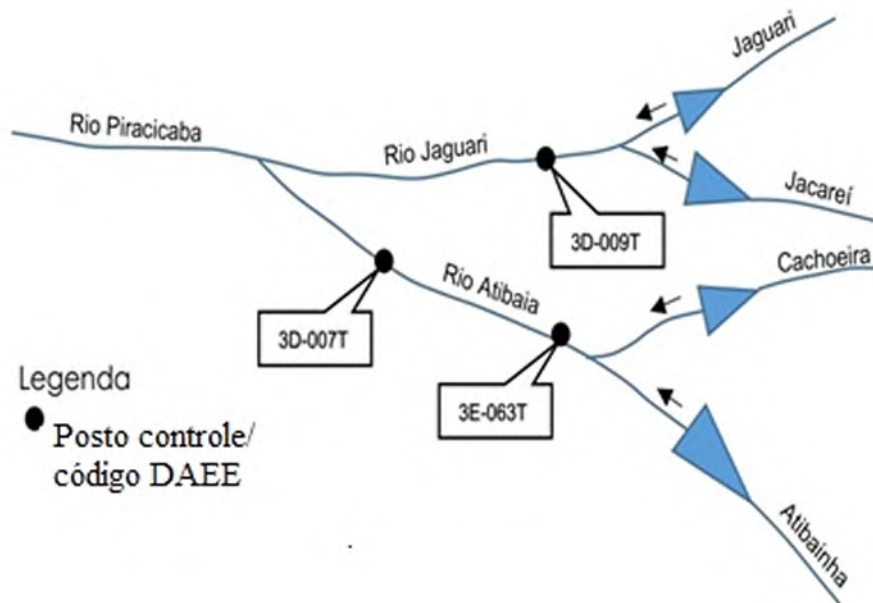 Jaguari
Rio Piracicaba
Rio Jaguari
Jacareí
3D-009T
Cachoeira
Rio Atibaia
3D-007T
Legenda
3E-063T
Posto controle/
código DAEE
Atibaínha